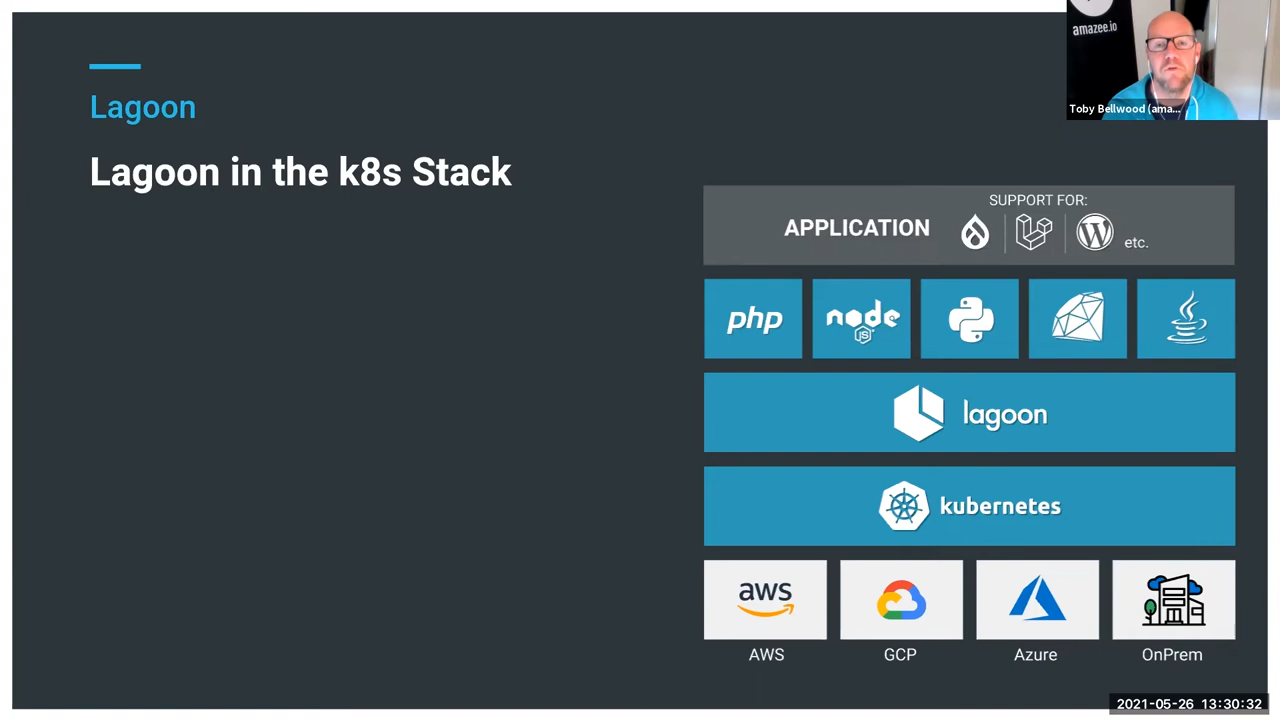 amazee.io
Toby Bellwood (ama...
Lagoon
Lagoon in the k8s Stack
SUPPORT FOR:
APPLICATION
etc.
php
node
JS
lagoon
kubernetes
aws
AWS
GCP
Azure
OnPrem
2021-05-26 13:30:32